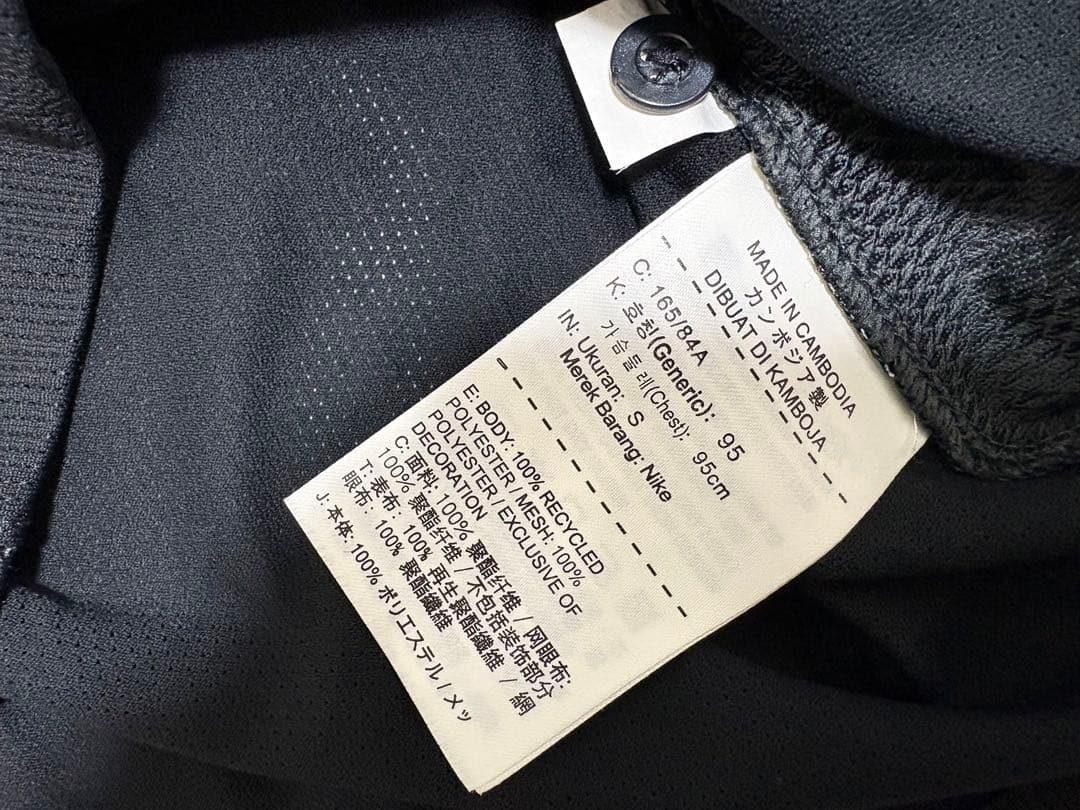 MADE IN CAMBODIA
カンボジア製
DIBUAT DI KAMBOJA
C: 165/84A
K: 호칭(Generic): 95
가슴둘레(Chest): 95cm
IN: Ukuran: S
Merek Barang: Nike
E: BODY: 100% RECYCLED
POLYESTER / MESH: 100%
POLYESTER / EXCLUSIVE OF
DECORATION
C: 面料: 100% 聚酯纤维 / 网眼布:
100% 聚酯纤维 / 不包括装饰部分
T: 表布: 100% 再生聚酯纖維 / 網
眼布: 100% 聚酯纖維
J: 本体: 100% ポリエステル / メッ